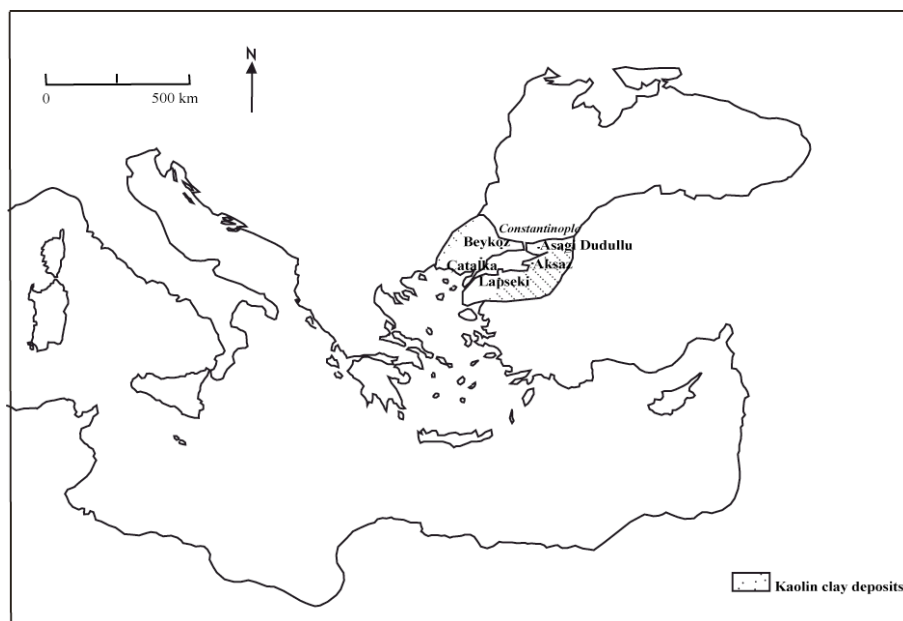 N
0 500 km
Constantinople
Beykoz Asagi Dudullu
Catalka Aksaz
Lapseki
Kaolin clay deposits